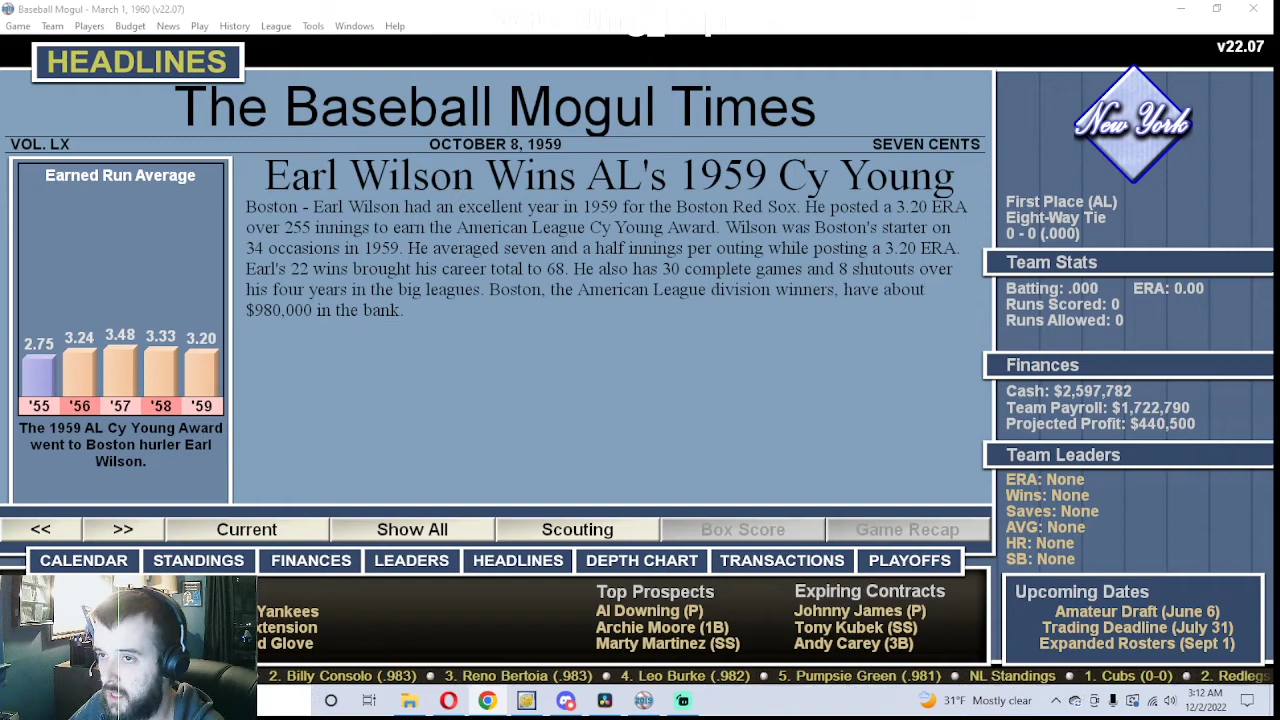 Baseball Mogul - March 1, 1960 (v22.07)
Game Team Players Budget News Play History League Tools Windows Help
HEADLINES
v22.07
The Baseball Mogul Times
VOL. LX OCTOBER 8, 1959 SEVEN CENTS
Earned Run Average
2.75 3.24 3.48 3.33 3.20
'55 '56 '57 '58 '59
The 1959 AL Cy Young Award
went to Boston hurler Earl
Wilson.
Earl Wilson Wins AL's 1959 Cy Young
Boston - Earl Wilson had an excellent year in 1959 for the Boston Red Sox. He posted a 3.20 ERA
over 255 innings to earn the American League Cy Young Award. Wilson was Boston's starter on
34 occasions in 1959. He averaged seven and a half innings per outing while posting a 3.20 ERA.
Earl's 22 wins brought his career total to 68. He also has 30 complete games and 8 shutouts over
his four years in the big leagues. Boston, the American League division winners, have about
$980,000 in the bank.
New York
First Place (AL)
Eight-Way Tie
0 - 0 (.000)
Team Stats
Batting: .000 ERA: 0.00
Runs Scored: 0
Runs Allowed: 0
Finances
Cash: $2,597,782
Team Payroll: $1,722,790
Projected Profit: $440,500
Team Leaders
ERA: None
Wins: None
Saves: None
AVG: None
HR: None
SB: None
<< >> Current Show All Scouting Box Score Game Recap
CALENDAR STANDINGS FINANCES LEADERS HEADLINES DEPTH CHART TRANSACTIONS PLAYOFFS
Yankees
xtension
d Glove
Top Prospects
Al Downing (P)
Archie Moore (1B)
Marty Martinez (SS)
Expiring Contracts
Johnny James (P)
Tony Kubek (SS)
Andy Carey (3B)
Upcoming Dates
Amateur Draft (June 6)
Trading Deadline (July 31)
Expanded Rosters (Sept 1)
2. Billy Consolo (.983) 3. Reno Bertoia (.983) 4. Leo Burke (.982) 5. Pumpsie Green (.981) NL Standings 1. Cubs (0-0) 2. Redlegs
2019
31°F Mostly clear
3:12 AM
12/2/2022